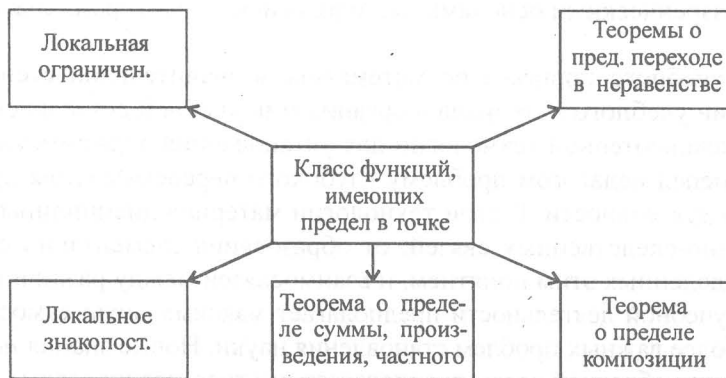 Локальная
ограничен.
Теоремы о
пред. переходе
в неравенстве
Класс функций,
имеющих
предел в точке
Локальное
знакопост.
Теорема о преде-
ле суммы, произ-
ведения, частного
Теорема
о пределе
композиции